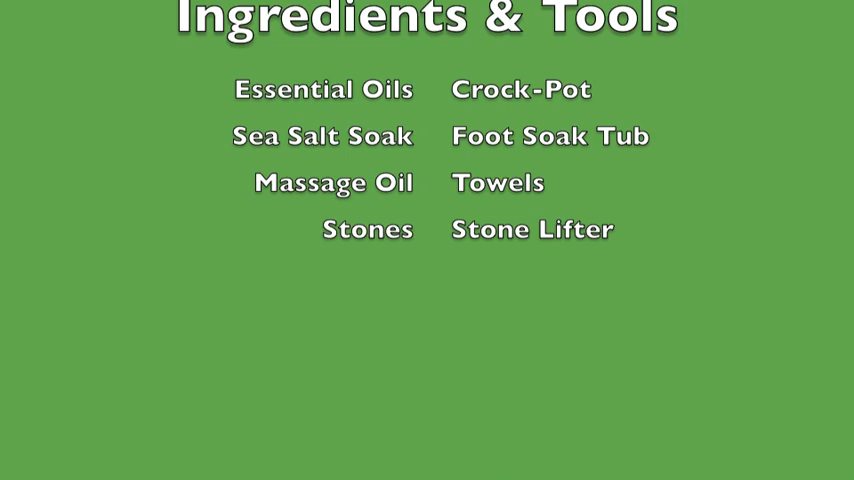 Ingredients & Tools
Essential Oils Crock-Pot
Sea Salt Soak Foot Soak Tub
Massage Oil Towels
Stones Stone Lifter